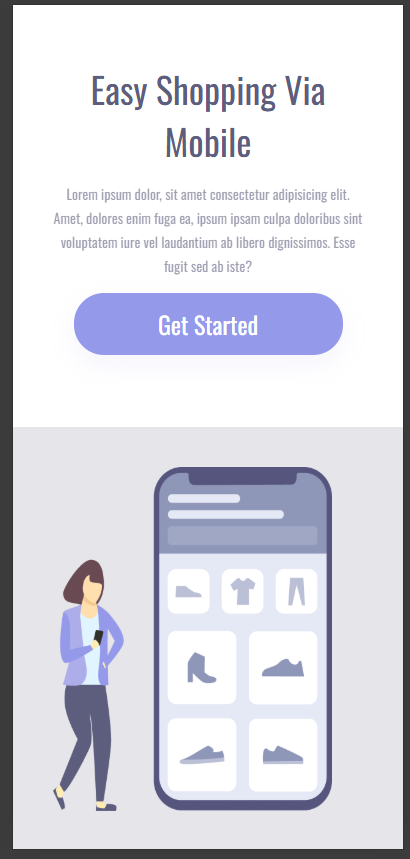 Easy Shopping Via
Mobile
Lorem ipsum dolor, sit amet consectetur adipisicing elit.
Amet, dolores enim fuga ea, ipsum ipsam culpa doloribus sint
voluptatem iure vel laudantium ab libero dignissimos. Esse
fugit sed ab iste?
Get Started